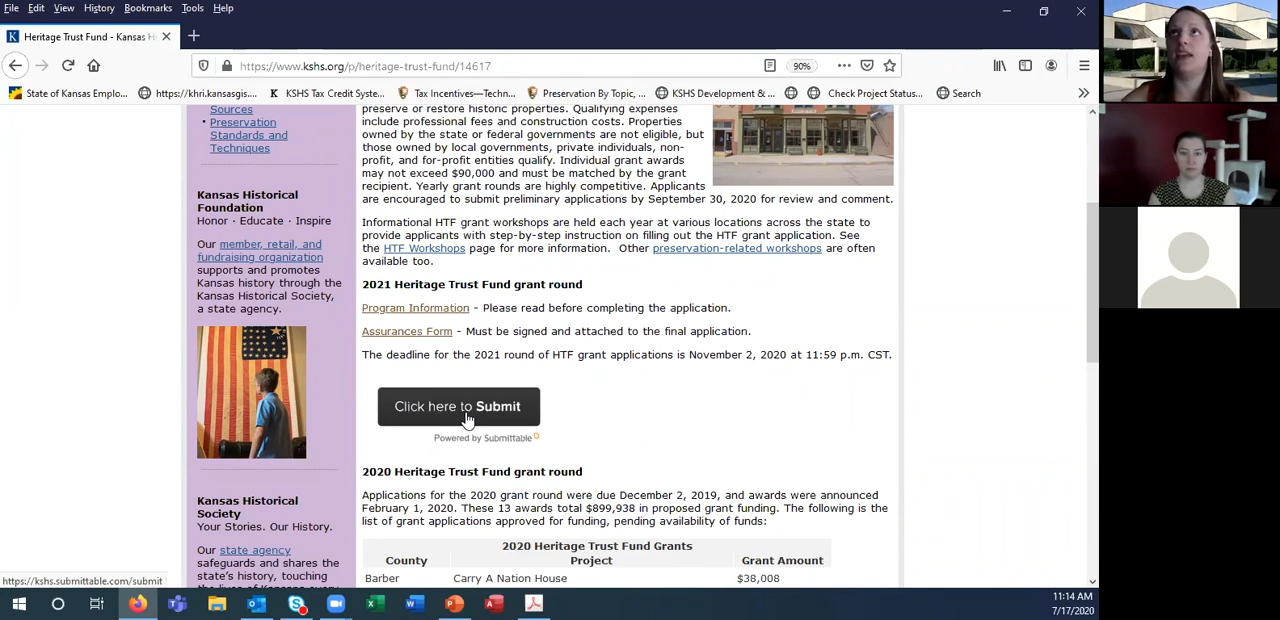 File Edit View History Bookmarks Tools Help
Heritage Trust Fund - Kansas H
https://www.kshs.org/p/heritage-trust-fund/14617
90%
State of Kansas Emplo...
https://khri.kansasgis....
KSHS Tax Credit Syste...
Tax Incentives—Techn...
Preservation By Topic, ...
KSHS Development & ...
Check Project Status...
Search
Sources
Preservation
Standards and
Techniques
Kansas Historical
Foundation
Honor · Educate · Inspire
Our member, retail, and
fundraising organization
supports and promotes
Kansas history through the
Kansas Historical Society,
a state agency.
Kansas Historical
Society
Your Stories. Our History.
Our state agency
safeguards and shares the
state's history, touching
preserve or restore historic properties. Qualifying expenses
include professional fees and construction costs. Properties
owned by the state or federal governments are not eligible, but
those owned by local governments, private individuals, non-
profit, and for-profit entities qualify. Individual grant awards
may not exceed $90,000 and must be matched by the grant
recipient. Yearly grant rounds are highly competitive. Applicants
are encouraged to submit preliminary applications by September 30, 2020 for review and comment.
Informational HTF grant workshops are held each year at various locations across the state to
provide applicants with step-by-step instruction on filling out the HTF grant application. See
the HTF Workshops page for more information. Other preservation-related workshops are often
available too.
2021 Heritage Trust Fund grant round
Program Information - Please read before completing the application.
Assurances Form - Must be signed and attached to the final application.
The deadline for the 2021 round of HTF grant applications is November 2, 2020 at 11:59 p.m. CST.
Click here to Submit
Powered by Submittable
2020 Heritage Trust Fund grant round
Applications for the 2020 grant round were due December 2, 2019, and awards were announced
February 1, 2020. These 13 awards total $899,938 in proposed grant funding. The following is the
list of grant applications approved for funding, pending availability of funds:
2020 Heritage Trust Fund Grants
County Project Grant Amount
Barber Carry A Nation House $38,008
https://kshs.submittable.com/submit
11:14 AM
7/17/2020